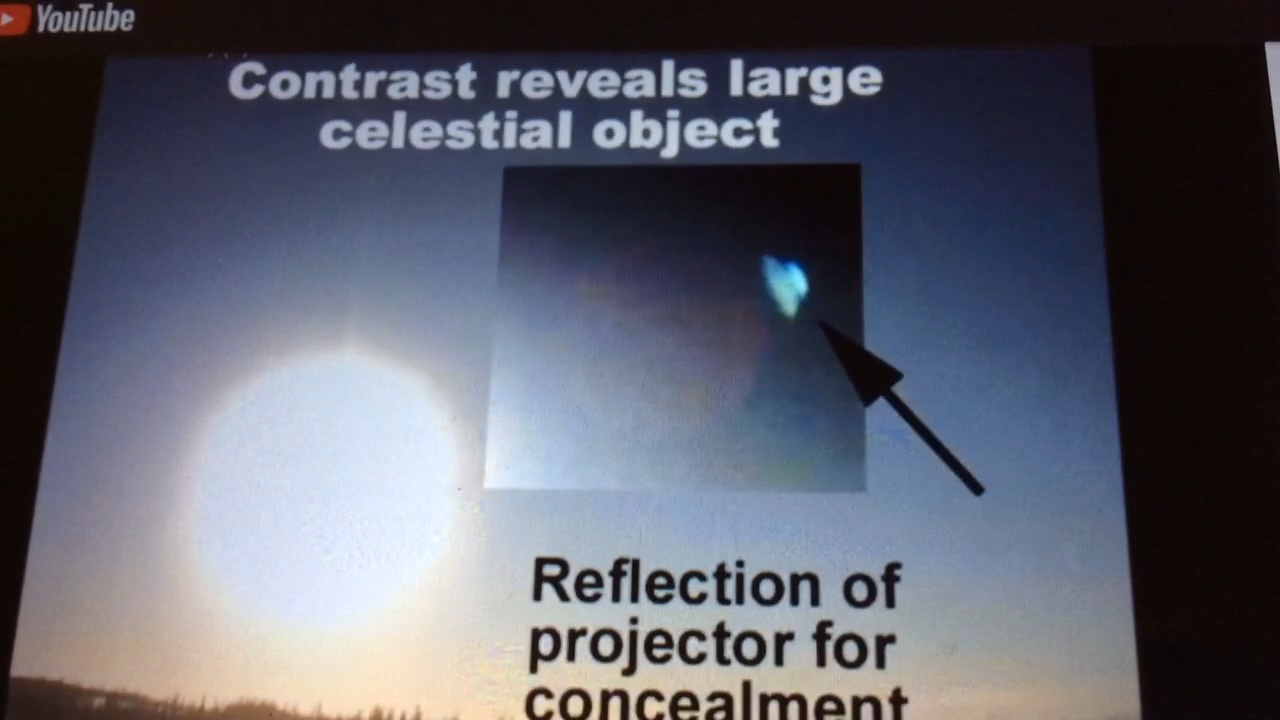 YouTube
Contrast reveals large
celestial object
Reflection of
projector for
concealment